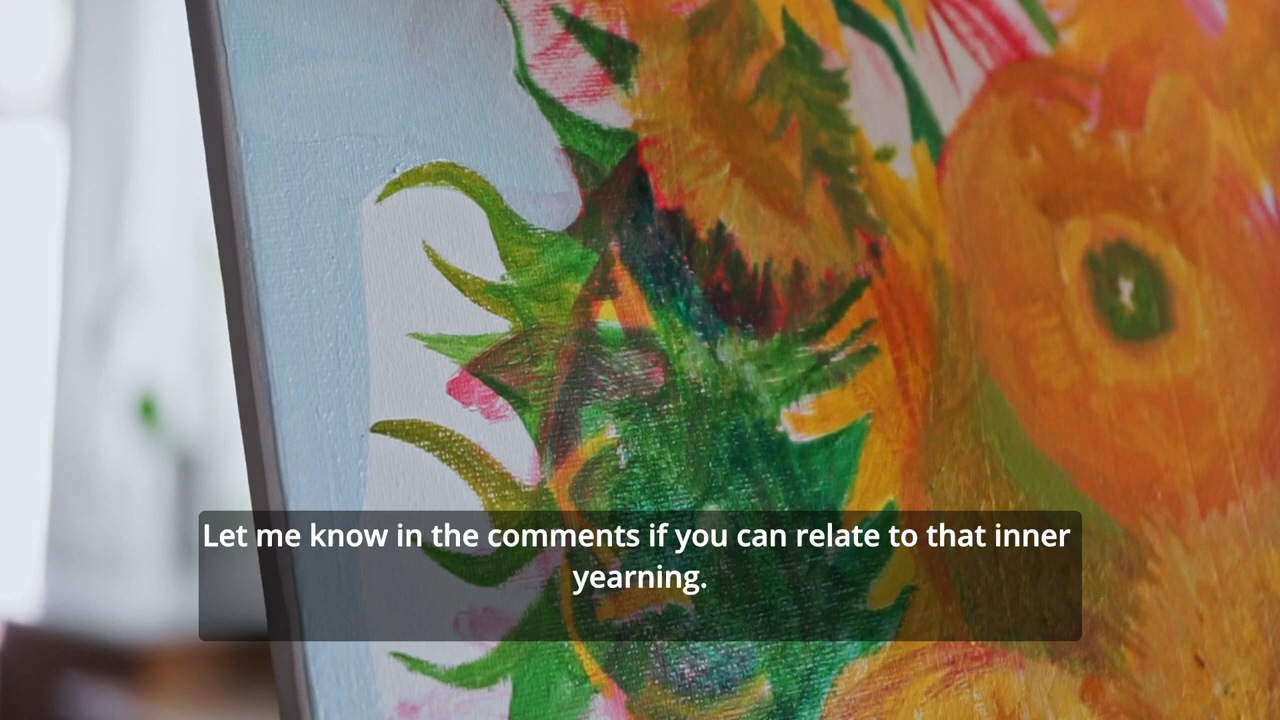 Let me know in the comments if you can relate to that inner
yearning.